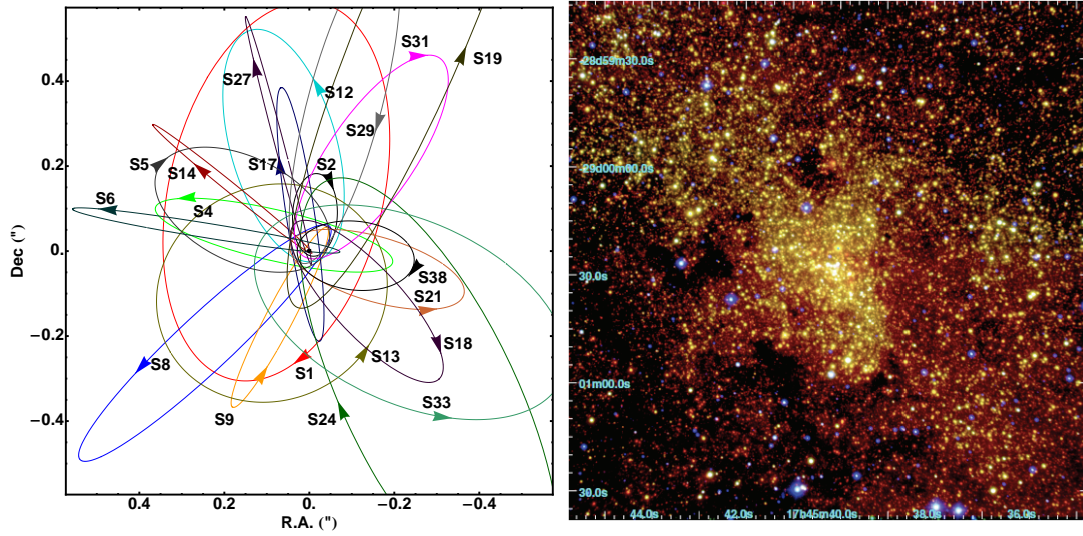 S31
S19
0.4
S27
S12
S29
0.2
S5
S14
S17
S2
S6
S4
Dec (")
0.0
S38
S21
−0.2
S8
S1
S13
S18
S9
S24
S33
−0.4
0.4 0.2 0.0 −0.2 −0.4
R.A. (")
-28d59m30.0s
-29d00m00.0s
30.0s
01m00.0s
30.0s
44.0s 42.0s 17h45m40.0s 38.0s 36.0s